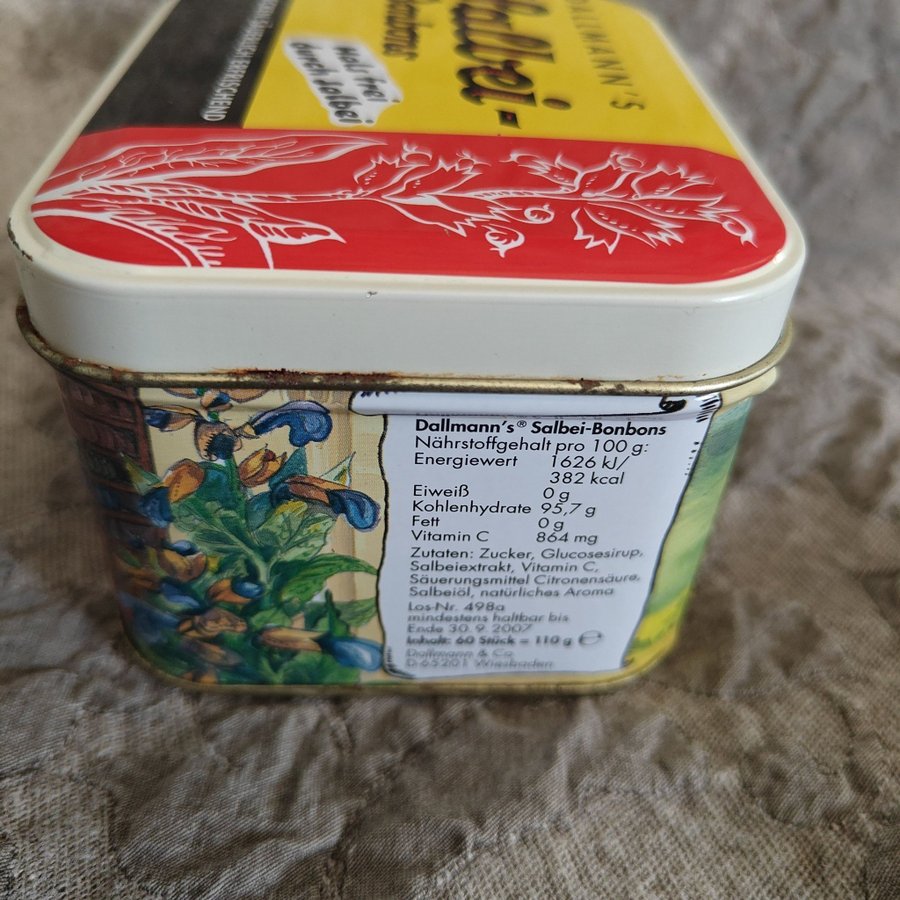 DALLMANN'S
Hals frei
durch Salbei
Dallmann's® Salbei-Bonbons
Nährstoffgehalt pro 100 g:
Energiewert 1626 kJ/
382 kcal
Eiweiß 0 g
Kohlenhydrate 95,7 g
Fett 0 g
Vitamin C 864 mg
Zutaten: Zucker, Glucosesirup,
Salbeiextrakt, Vitamin C,
Säuerungsmittel Citronensäure,
Salbeiöl, natürliches Aroma
Los-Nr. 498a
mindestens haltbar bis
Ende 30.9.2007
Inhalt: 60 Stück = 110 g ℮
Dallmann & Co
D-65201 Wiesbaden